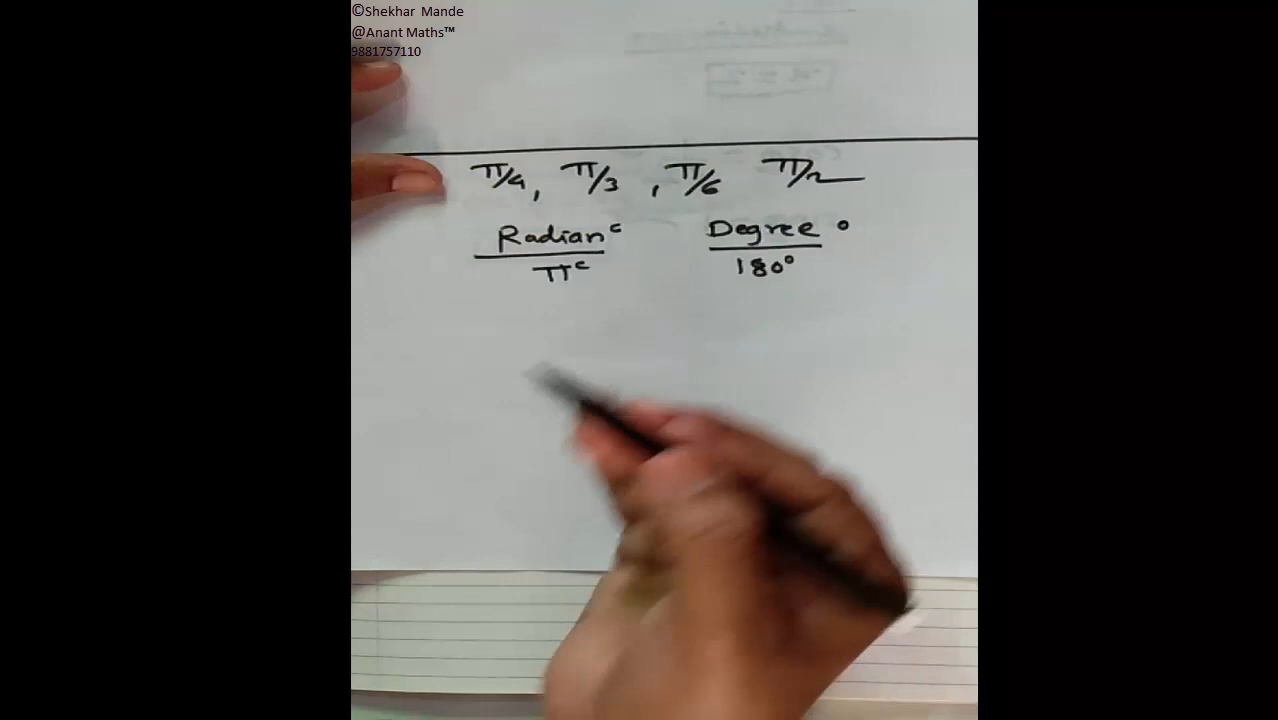 ©Shekhar Mande
@Anant Maths™
9881757110
π/4, π/3, π/6 π/2
Radianᶜ Degree °
πᶜ 180°